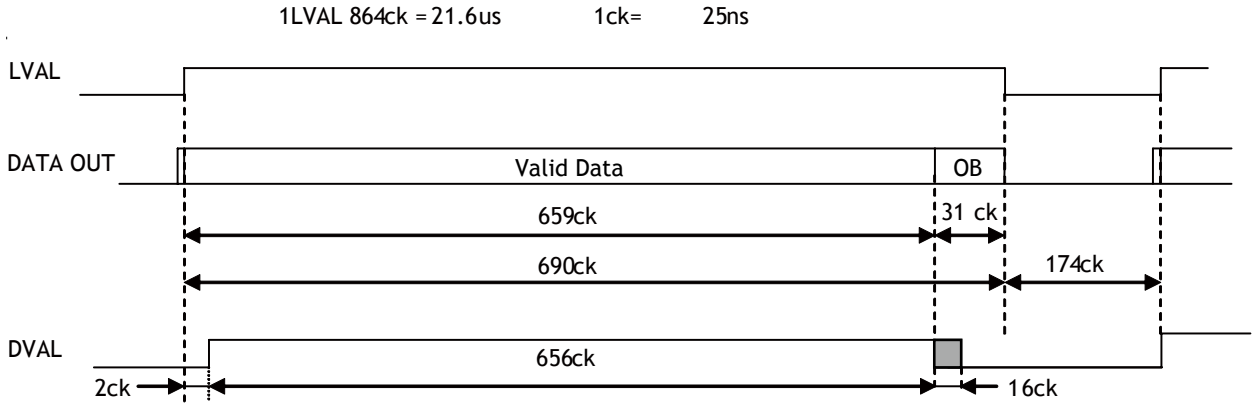 1LVAL 864ck = 21.6us 1ck= 25ns
LVAL
DATA OUT Valid Data OB
659ck 31 ck
690ck 174ck
DVAL 656ck
2ck 16ck